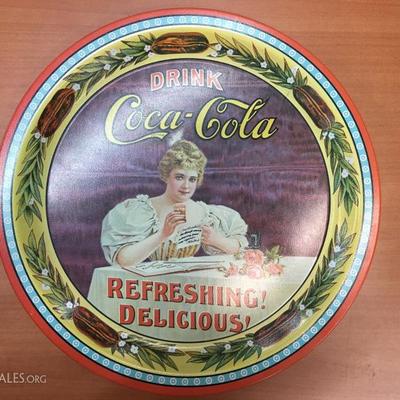 DRINK
Coca-Cola
REFRESHING!
DELICIOUS!
ALES.ORG